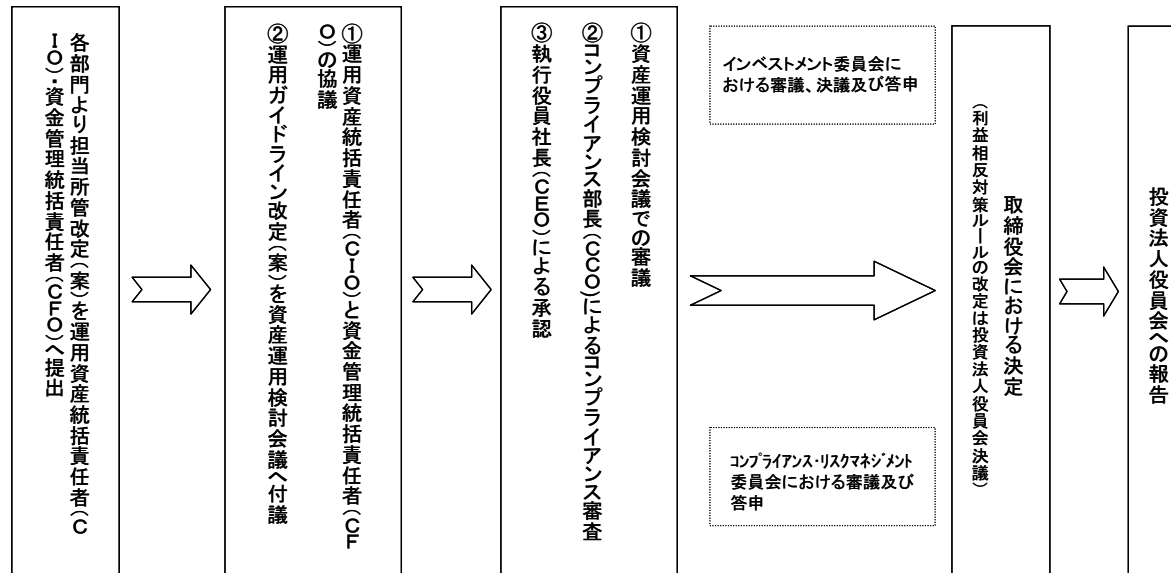 各部門より担当所管改定(案)を運用資産統括責任者(C
IO)・資金管理統括責任者(CFO)へ提出
①運用資産統括責任者(CIO)と資金管理統括責任者(CF
O)の協議
②運用ガイドライン改定(案)を資産運用検討会議へ付議
①資産運用検討会議での審議
②コンプライアンス部長(CCO)によるコンプライアンス審査
③執行役員社長(CEO)による承認
インベストメント委員会に
おける審議、決議及び答申
コンプライアンス・リスクマネジメント
委員会における審議及び
答申
取締役会における決定
(利益相反対策ルールの改定は投資法人役員会決議)
投資法人役員会への報告